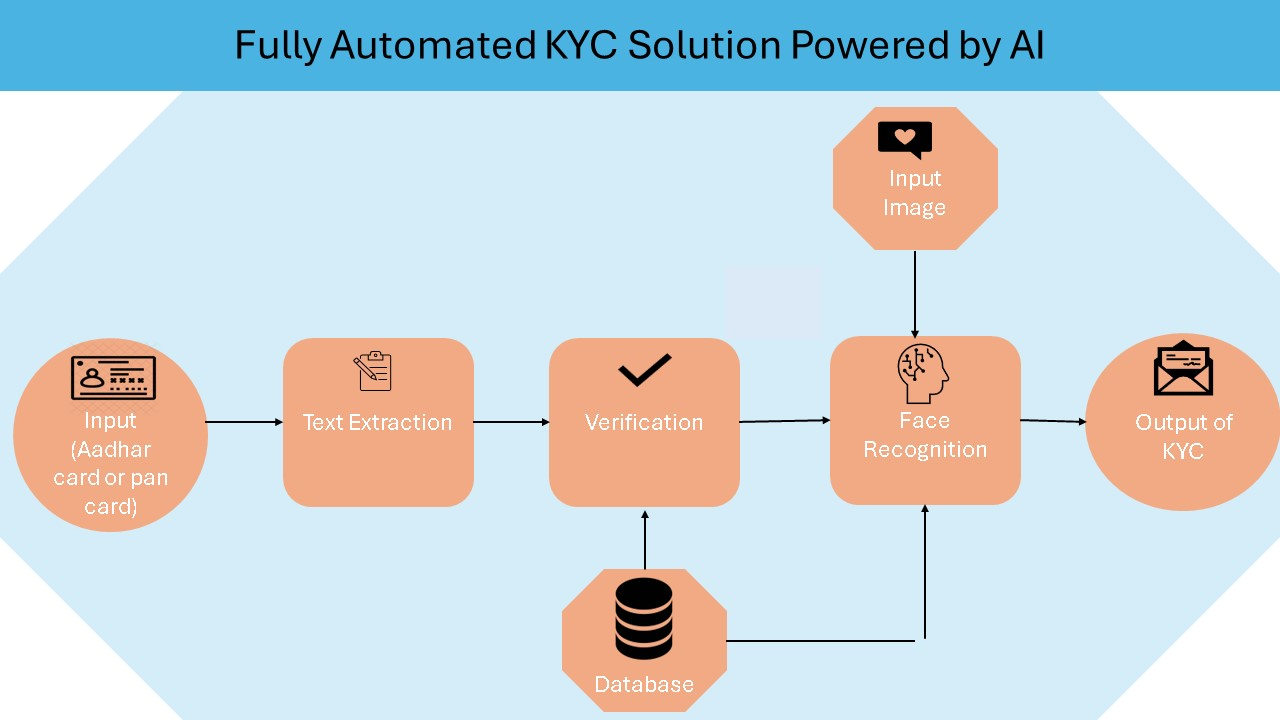 Fully Automated KYC Solution Powered by AI
Input
Image
Input
(Aadhar
card or pan
card)
Text Extraction
Verification
Face
Recognition
Output of
KYC
Database